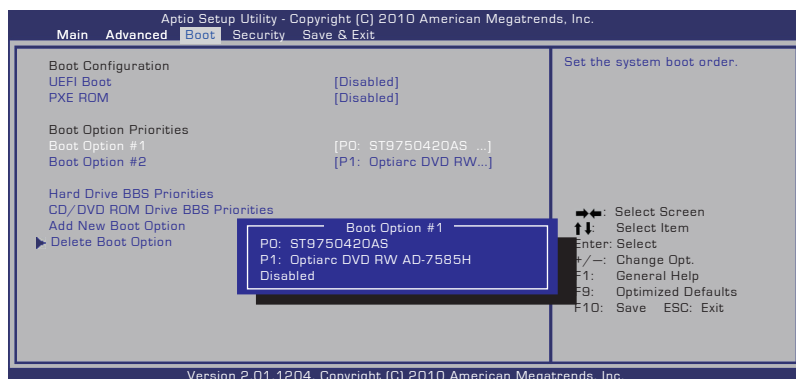 Aptio Setup Utility - Copyright (C) 2010 American Megatrends, Inc.
Main Advanced Boot Security Save & Exit
Boot Configuration
UEFI Boot [Disabled]
PXE ROM [Disabled]
Boot Option Priorities
Boot Option #1 [P0: ST9750420AS ...]
Boot Option #2 [P1: Optiarc DVD RW...]
Hard Drive BBS Priorities
CD/DVD ROM Drive BBS Priorities
Add New Boot Option
Delete Boot Option
Boot Option #1
P0: ST9750420AS
P1: Optiarc DVD RW AD-7585H
Disabled
Set the system boot order.
→←: Select Screen
↑↓: Select Item
Enter: Select
+/—: Change Opt.
F1: General Help
F9: Optimized Defaults
F10: Save ESC: Exit
Version 2.01.1204. Copyright (C) 2010 American Megatrends, Inc.